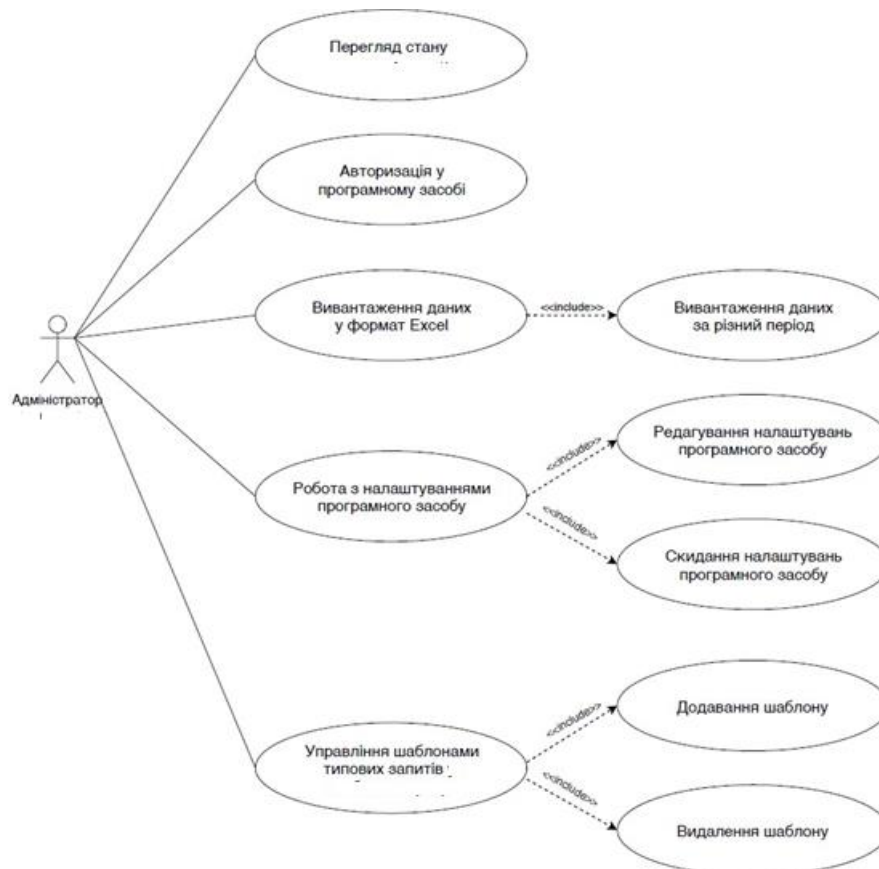 Перегляд стану
Авторизація у
програмному засобі
Вивантаження даних
у формат Excel
<<include>>
Вивантаження даних
за різний період
Адміністратор
Робота з налаштуваннями
програмного засобу
<<include>>
Редагування налаштувань
програмного засобу
<<include>>
Скидання налаштувань
програмного засобу
Управління шаблонами
типових запитів
<<include>>
Додавання шаблону
<<include>>
Видалення шаблону